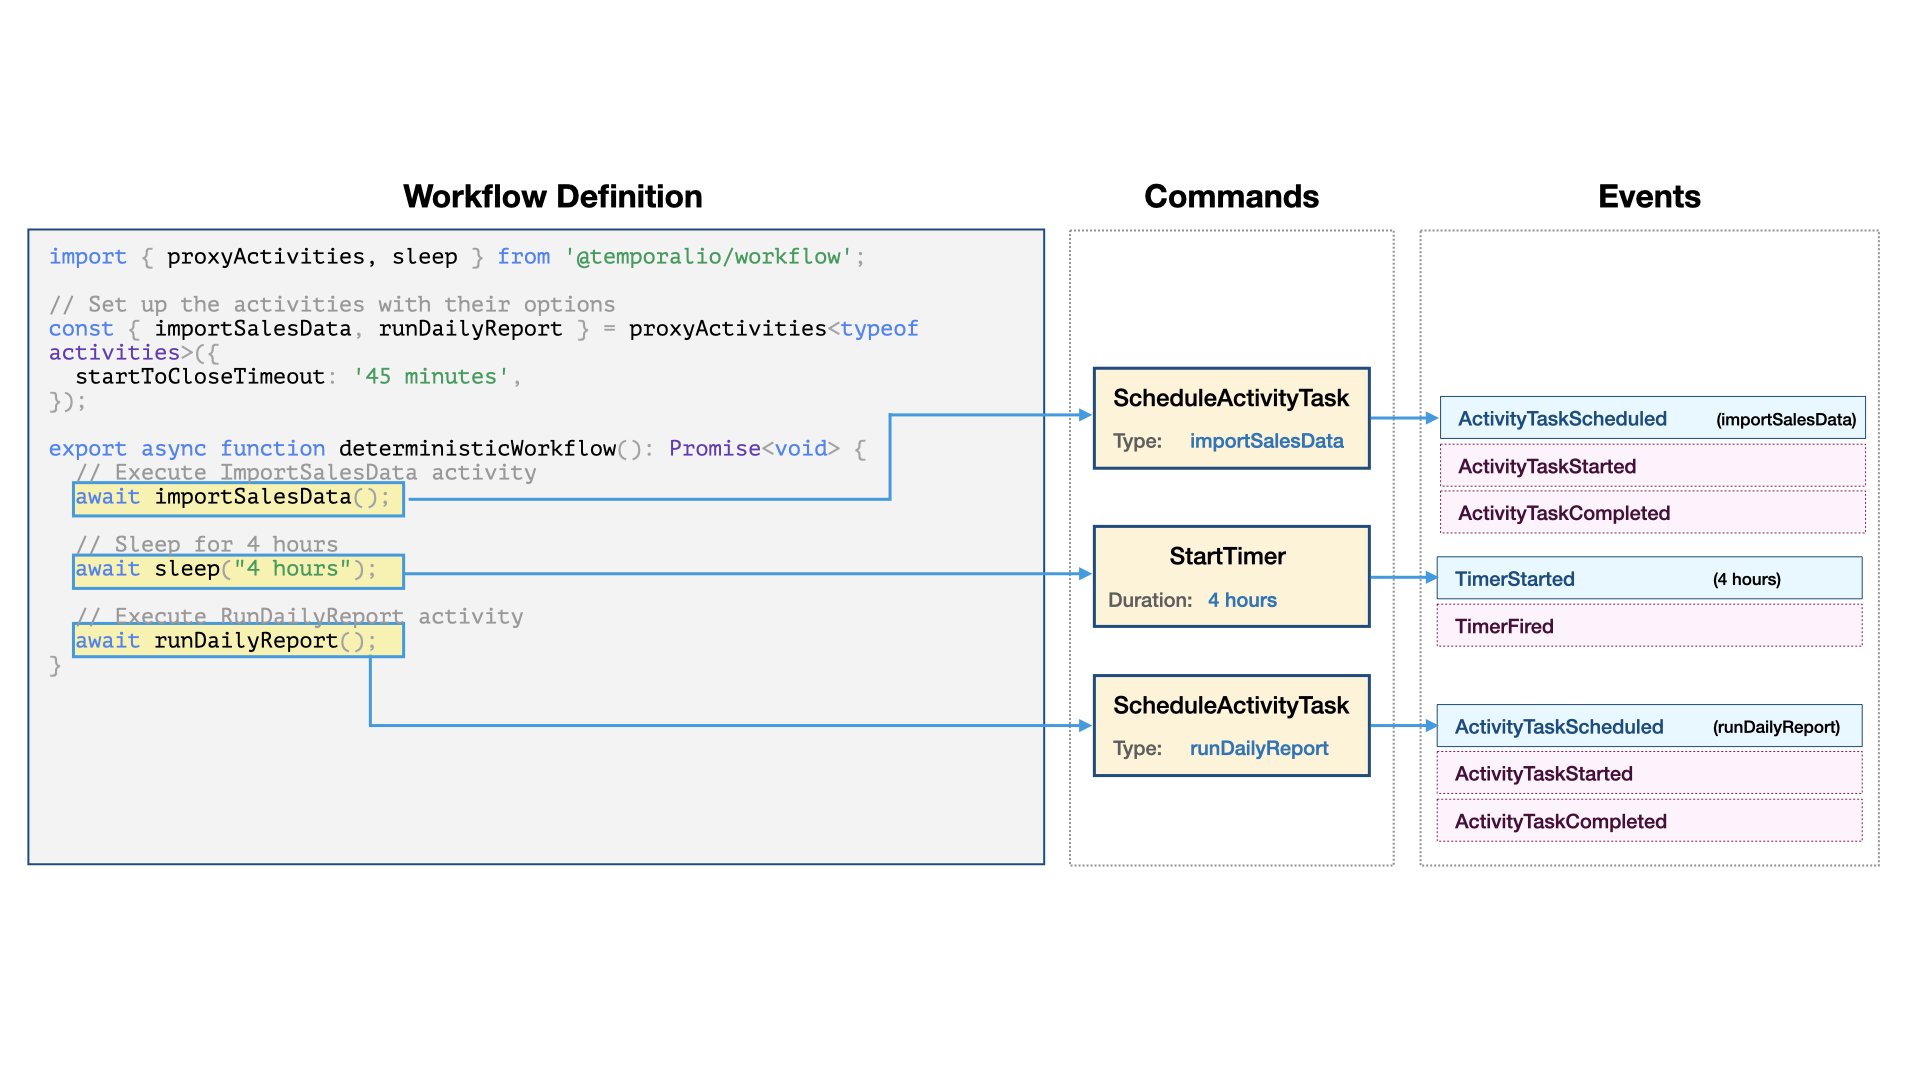 Workflow Definition
import { proxyActivities, sleep } from '@temporalio/workflow';
// Set up the activities with their options
const { importSalesData, runDailyReport } = proxyActivities<typeof
activities>({
startToCloseTimeout: '45 minutes',
});
export async function deterministicWorkflow(): Promise<void> {
// Execute ImportSalesData activity
await importSalesData();
// Sleep for 4 hours
await sleep("4 hours");
// Execute RunDailyReport activity
await runDailyReport();
}
Commands
ScheduleActivityTask
Type: importSalesData
StartTimer
Duration: 4 hours
ScheduleActivityTask
Type: runDailyReport
Events
ActivityTaskScheduled (importSalesData)
ActivityTaskStarted
ActivityTaskCompleted
TimerStarted (4 hours)
TimerFired
ActivityTaskScheduled (runDailyReport)
ActivityTaskStarted
ActivityTaskCompleted